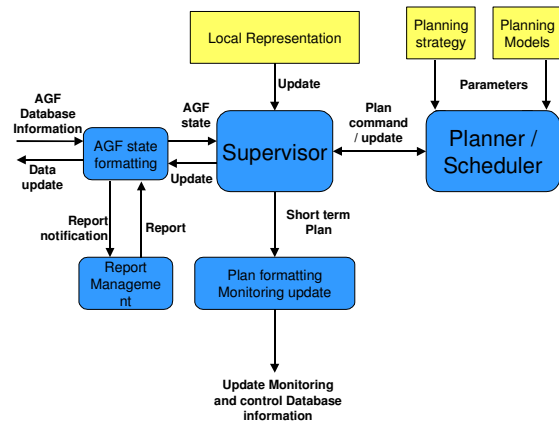 Local Representation
Planning
strategy
Planning
Models
Update
Parameters
AGF
Database
Information
AGF
state
Plan
command
/ update
AGF state
formatting
Supervisor
Planner /
Scheduler
Data
update
Update
Report
notification
Report
Short term
Plan
Report
Manageme
nt
Plan formatting
Monitoring update
Update Monitoring
and control Database
information